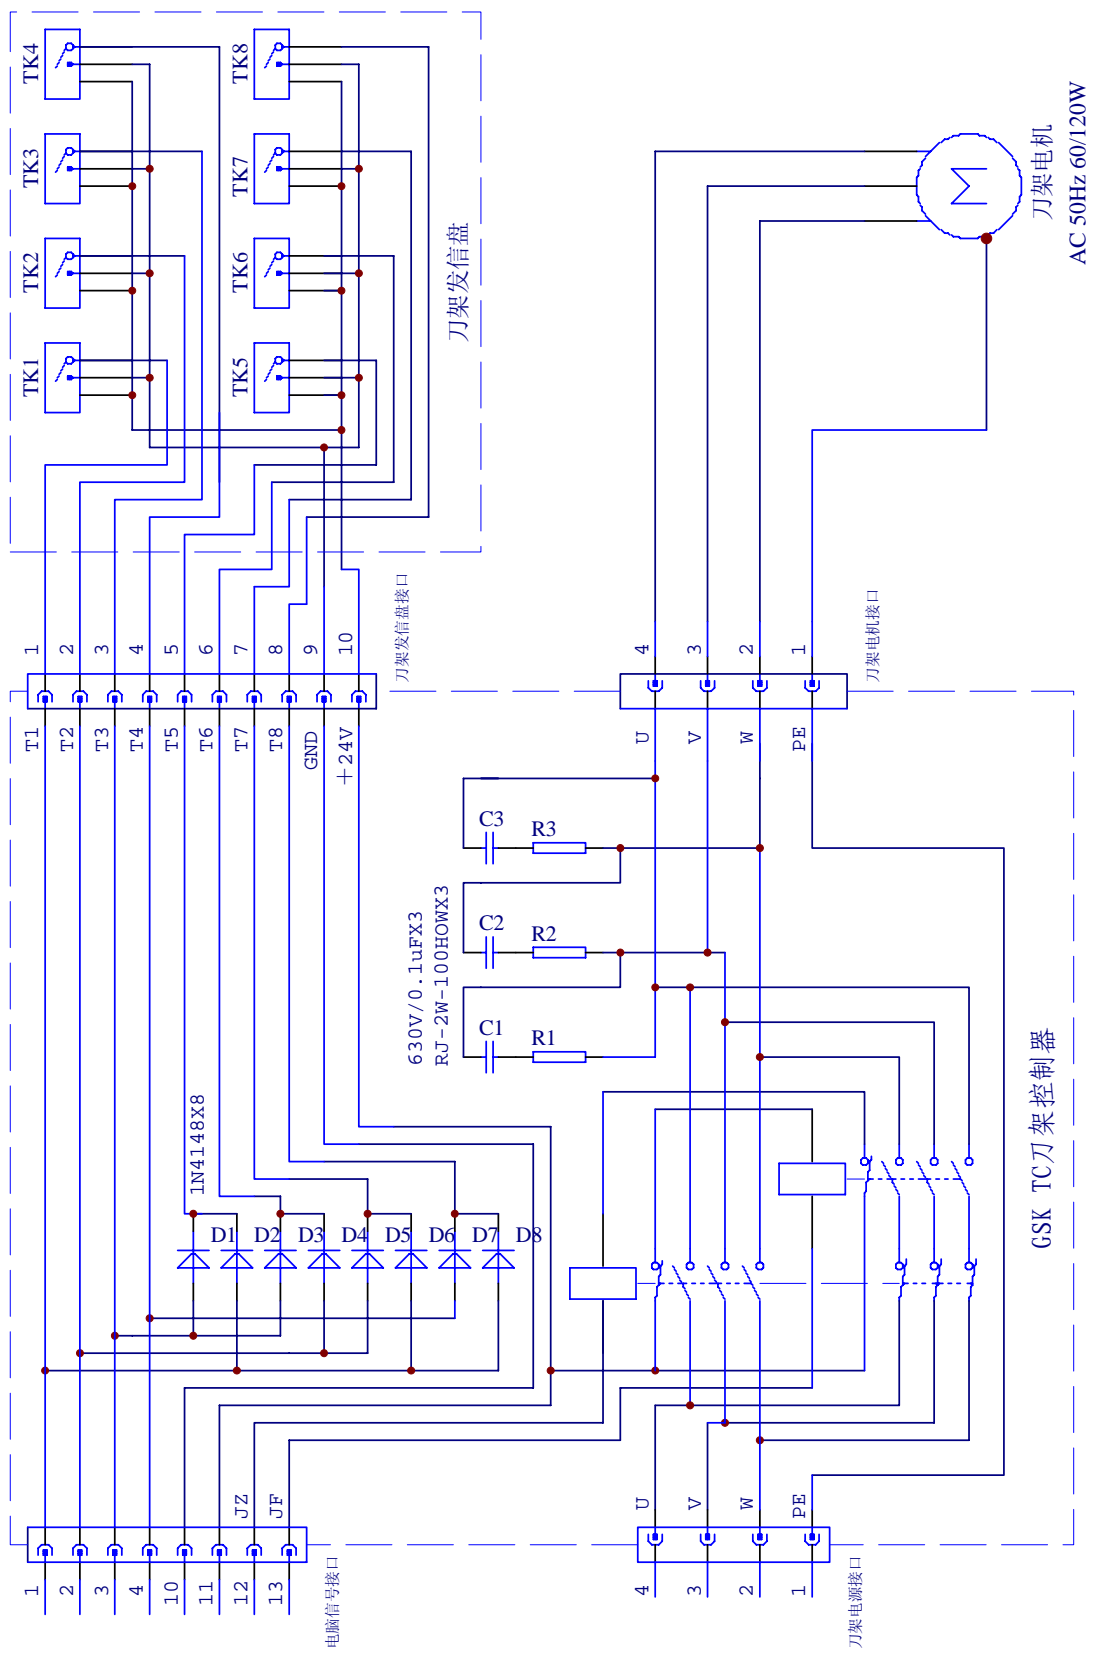 TK4
TK3
TK2
TK1
TK8
TK7
TK6
TK5
刀架发信盘
刀架电机
AC 50Hz 60/120W
1
2
3
4
5
6
7
8
9
10
刀架发信盘接口
T1
T2
T3
T4
T5
T6
T7
T8
GND
+24V
4
3
2
1
刀架电机接口
U
V
W
PE
C3
R3
C2
R2
C1
R1
630V/0.1uFX3
RJ-2W-100HOWX3
1N4148X8
D1
D2
D3
D4
D5
D6
D7
D8
GSK TC刀架控制器
JZ
JF
1
2
3
4
10
11
12
13
电脑信号接口
U
V
W
PE
4
3
2
1
刀架电源接口